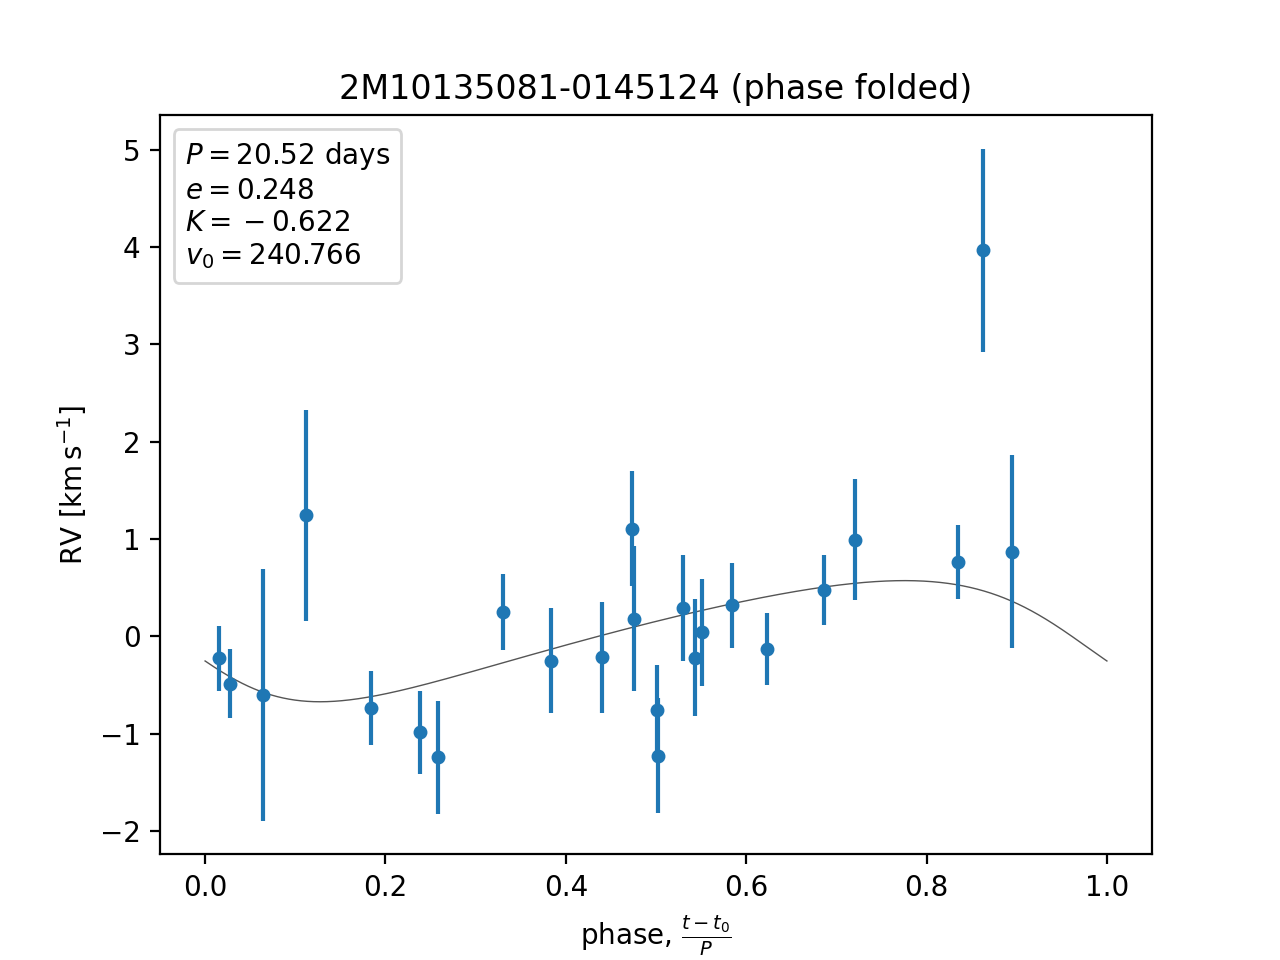 2M10135081-0145124 (phase folded)
P = 20.52 days
e = 0.248
K = −0.622
v₀ = 240.766
5
4
3
2
1
0
−1
−2
RV [km s⁻¹]
0.0 0.2 0.4 0.6 0.8 1.0
phase, (t − t₀)/P